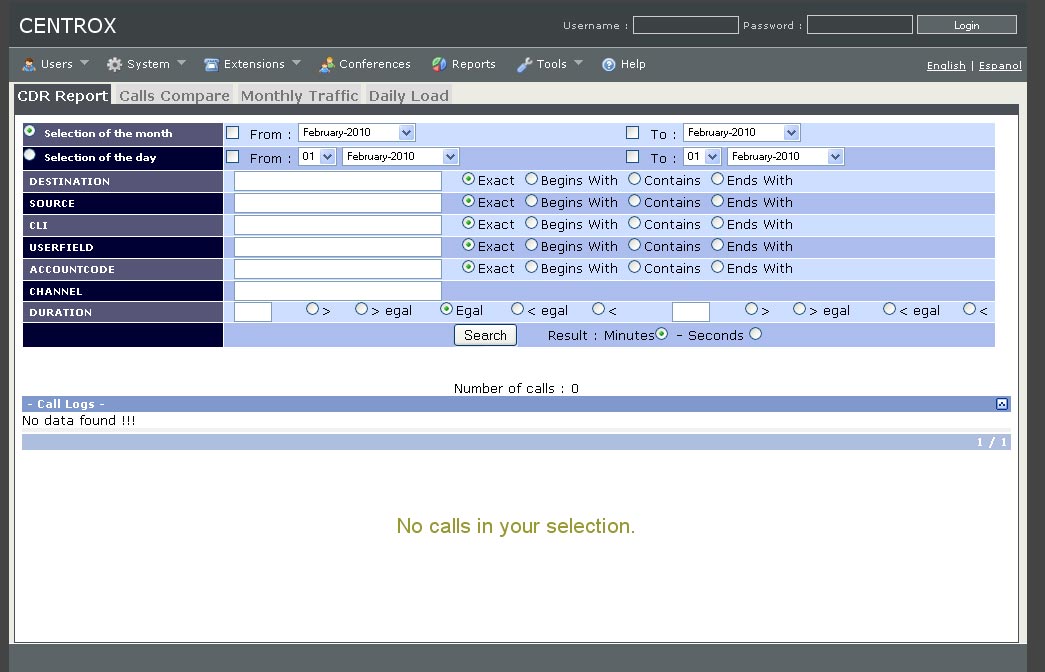 CENTROX Username : Password : Login
Users System Extensions Conferences Reports Tools Help English | Espanol
CDR Report Calls Compare Monthly Traffic Daily Load
Selection of the month From : February-2010 To : February-2010
Selection of the day From : 01 February-2010 To : 01 February-2010
DESTINATION Exact Begins With Contains Ends With
SOURCE Exact Begins With Contains Ends With
CLI Exact Begins With Contains Ends With
USERFIELD Exact Begins With Contains Ends With
ACCOUNTCODE Exact Begins With Contains Ends With
CHANNEL
DURATION > > egal Egal < egal < > > egal < egal <
Search Result : Minutes - Seconds
Number of calls : 0
- Call Logs -
No data found !!!
1 / 1
No calls in your selection.